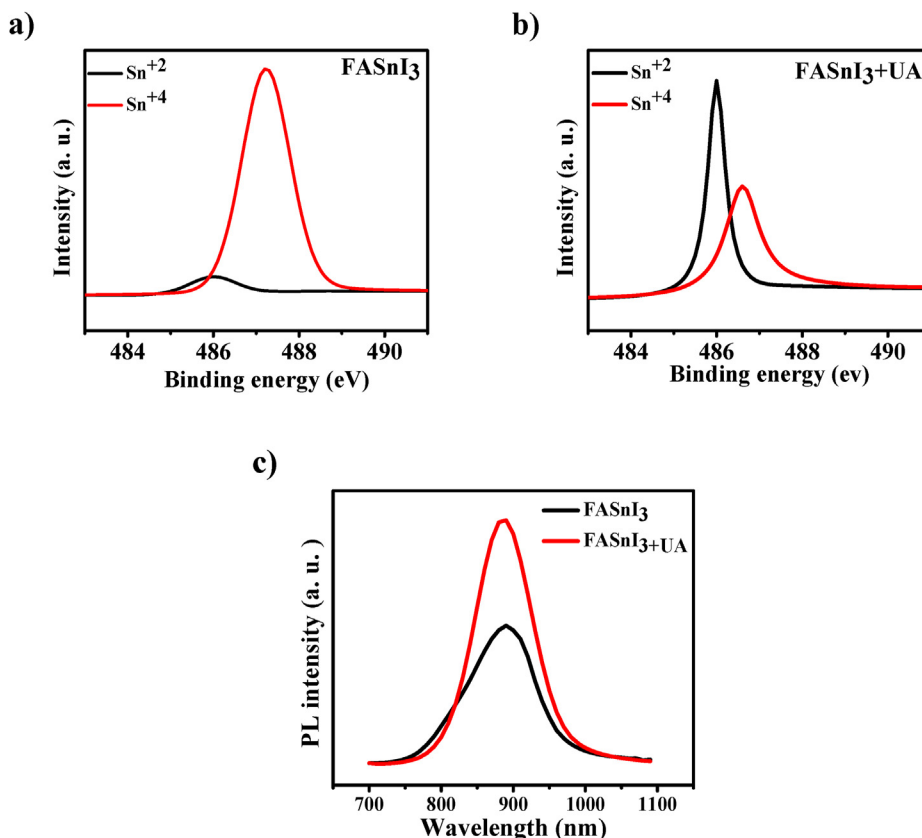 a)
Sn+2
Sn+4
FASnI3
Intensity (a. u.)
484 486 488 490
Binding energy (eV)
b)
Sn+2
Sn+4
FASnI3+UA
Intensity (a. u.)
484 486 488 490
Binding energy (ev)
c)
FASnI3
FASnI3+UA
PL intensity (a. u.)
700 800 900 1000 1100
Wavelength (nm)